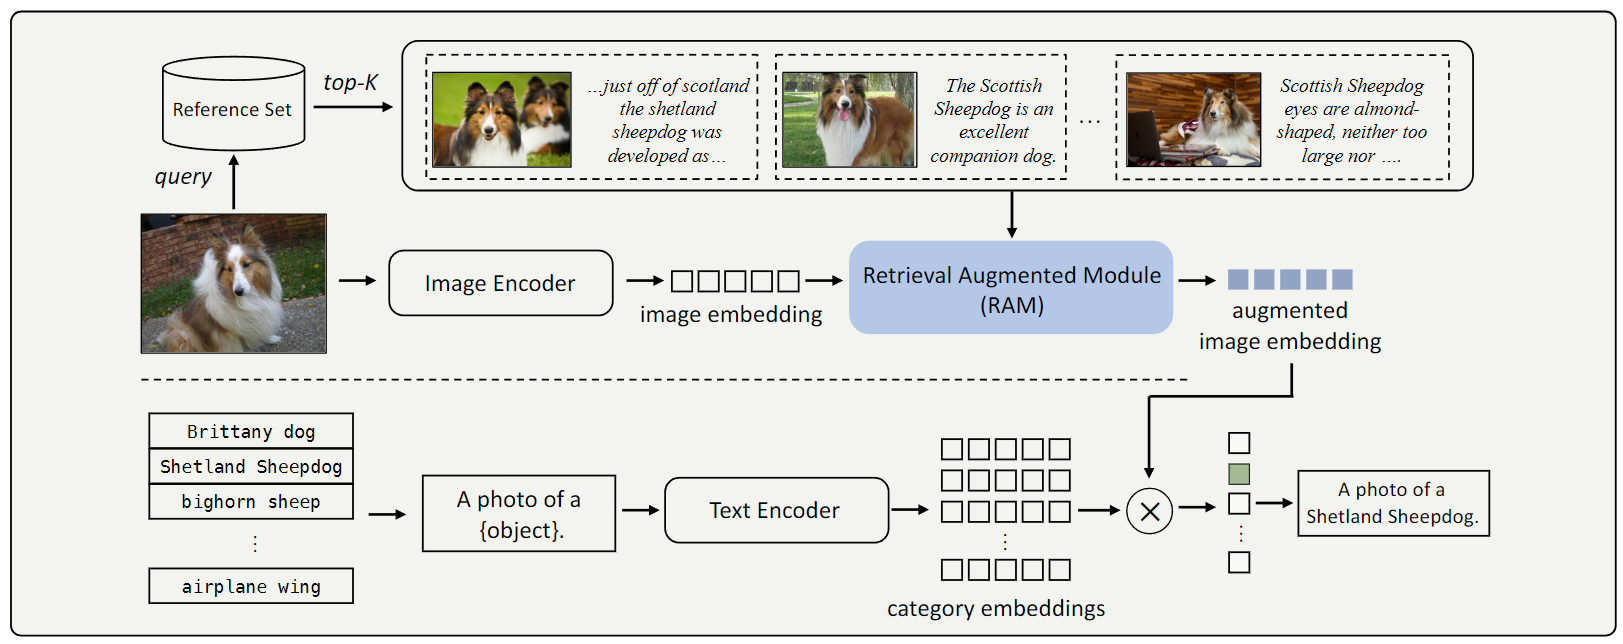 Reference Set
top-K
query
…just off of scotland
the shetland
sheepdog was
developed as…
The Scottish
Sheepdog is an
excellent
companion dog.
…
Scottish Sheepdog
eyes are almond-
shaped, neither too
large nor ….
Image Encoder
image embedding
Retrieval Augmented Module
(RAM)
augmented
image embedding
Brittany dog
Shetland Sheepdog
bighorn sheep
⋮
airplane wing
A photo of a
{object}.
Text Encoder
⋮
category embeddings
×
⋮
A photo of a
Shetland Sheepdog.